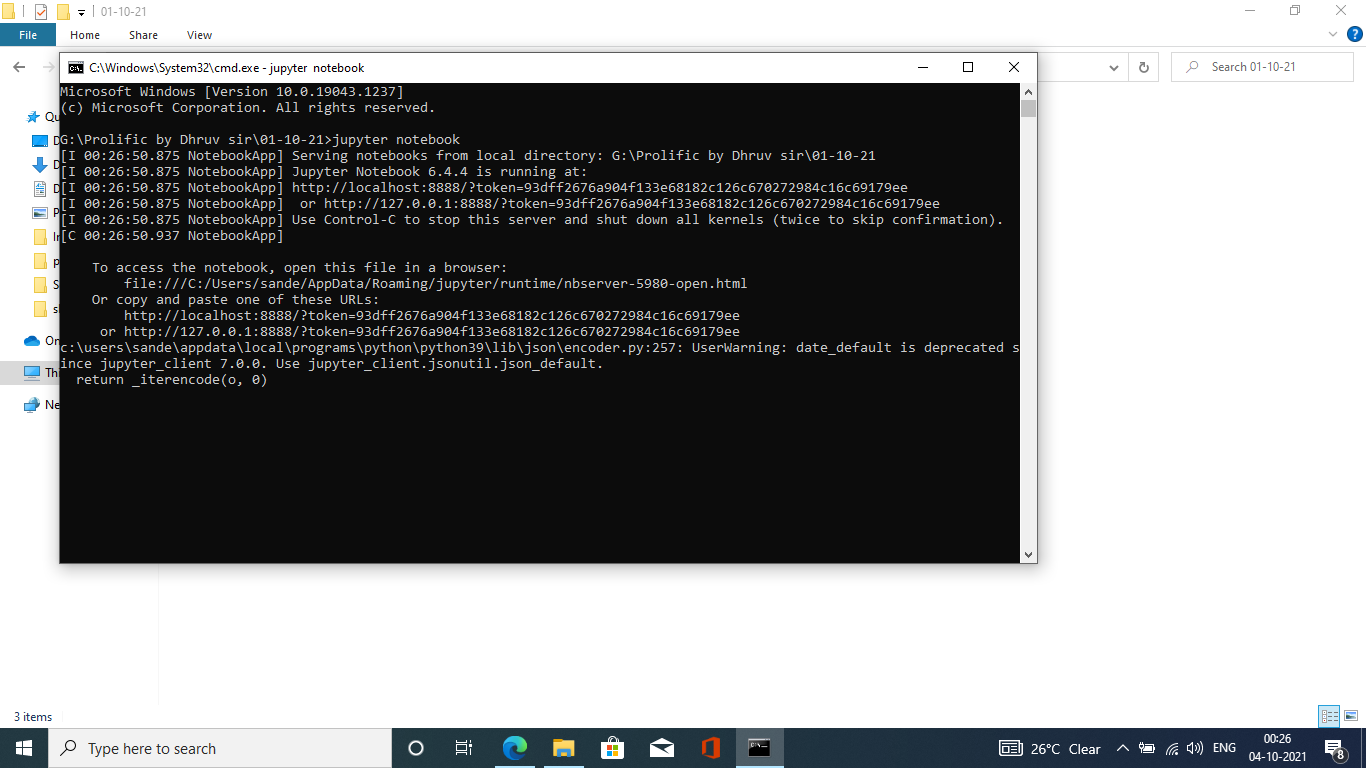 01-10-21
File Home Share View
C:\Windows\System32\cmd.exe - jupyter notebook
Search 01-10-21
Microsoft Windows [Version 10.0.19043.1237]
(c) Microsoft Corporation. All rights reserved.
G:\Prolific by Dhruv sir\01-10-21>jupyter notebook
[I 00:26:50.875 NotebookApp] Serving notebooks from local directory: G:\Prolific by Dhruv sir\01-10-21
[I 00:26:50.875 NotebookApp] Jupyter Notebook 6.4.4 is running at:
[I 00:26:50.875 NotebookApp] http://localhost:8888/?token=93dff2676a904f133e68182c126c670272984c16c69179ee
[I 00:26:50.875 NotebookApp]  or http://127.0.0.1:8888/?token=93dff2676a904f133e68182c126c670272984c16c69179ee
[I 00:26:50.875 NotebookApp] Use Control-C to stop this server and shut down all kernels (twice to skip confirmation).
[C 00:26:50.937 NotebookApp]
To access the notebook, open this file in a browser:
file:///C:/Users/sande/AppData/Roaming/jupyter/runtime/nbserver-5980-open.html
Or copy and paste one of these URLs:
http://localhost:8888/?token=93dff2676a904f133e68182c126c670272984c16c69179ee
or http://127.0.0.1:8888/?token=93dff2676a904f133e68182c126c670272984c16c69179ee
c:\users\sande\appdata\local\programs\python\python39\lib\json\encoder.py:257: UserWarning: date_default is deprecated s
ince jupyter_client 7.0.0. Use jupyter_client.jsonutil.json_default.
return _iterencode(o, 0)
3 items
Type here to search
26°C Clear
ENG
00:26
04-10-2021
8